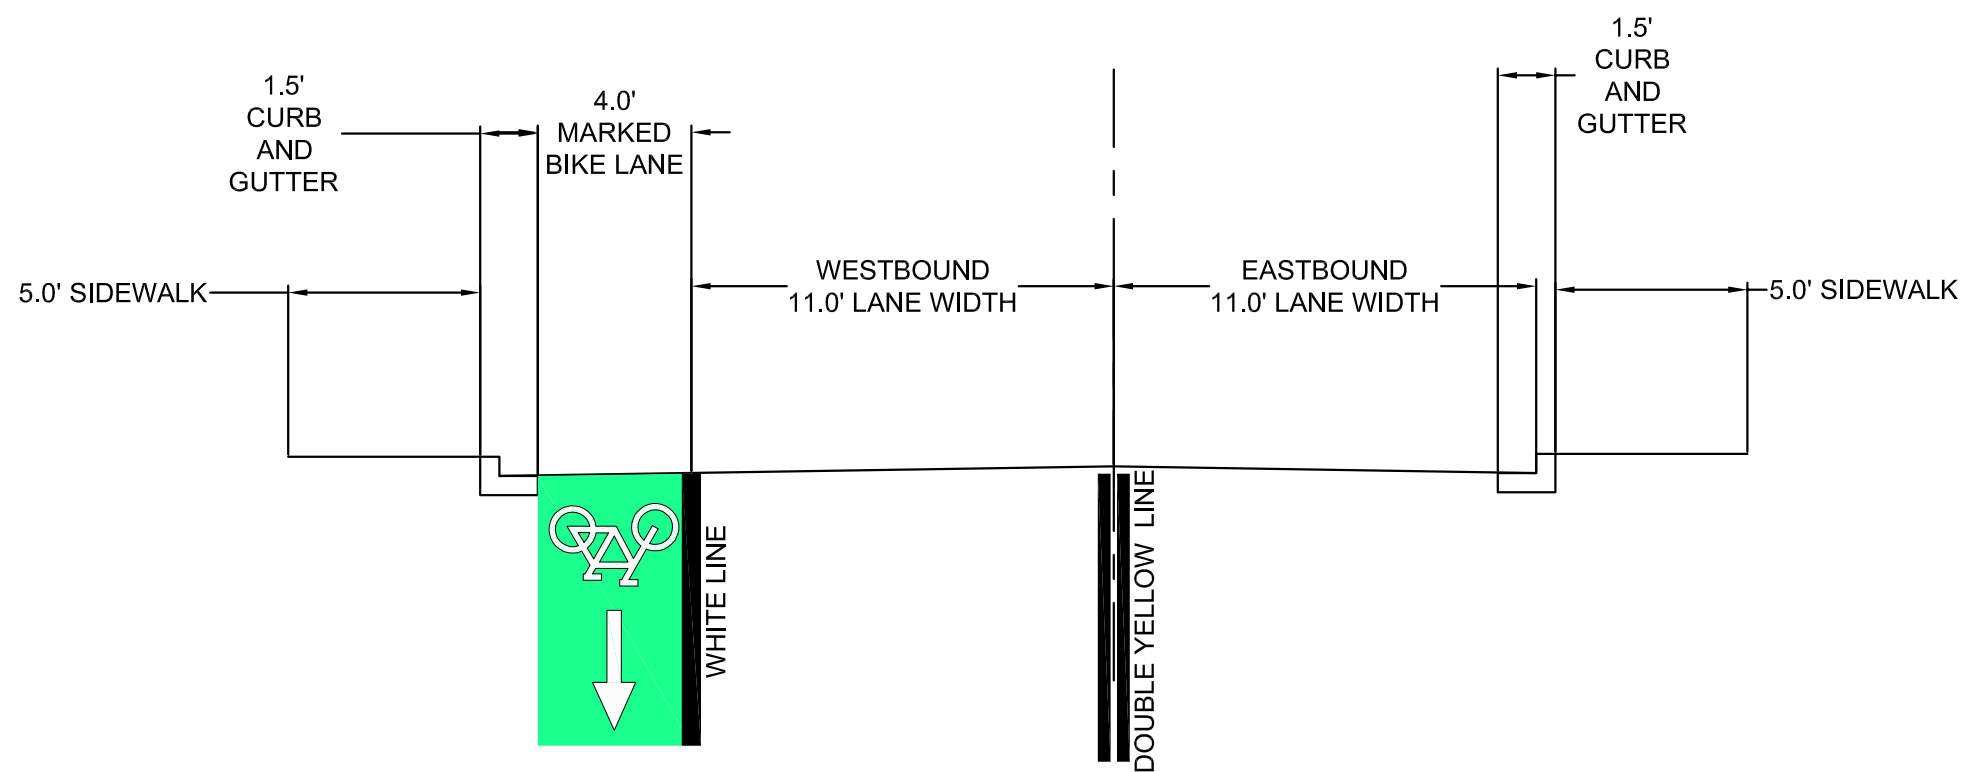 1.5'
CURB
AND
GUTTER
4.0'
MARKED
BIKE LANE
1.5'
CURB
AND
GUTTER
5.0' SIDEWALK
WESTBOUND
11.0' LANE WIDTH
EASTBOUND
11.0' LANE WIDTH
5.0' SIDEWALK
WHITE LINE
DOUBLE YELLOW LINE